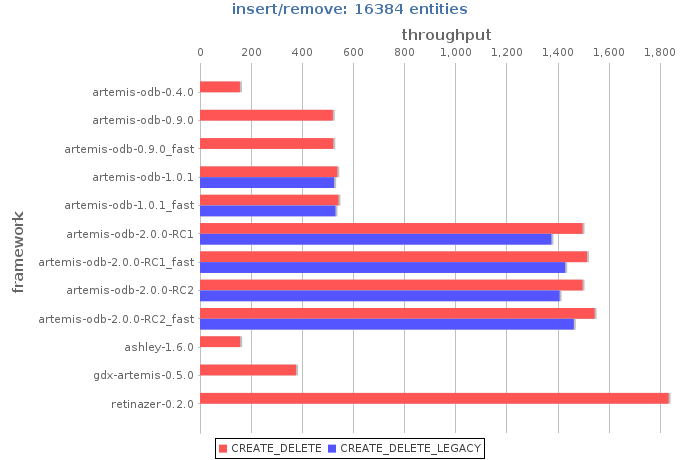 insert/remove: 16384 entities
throughput
0 200 400 600 800 1,000 1,200 1,400 1,600 1,800
framework
artemis-odb-0.4.0
artemis-odb-0.9.0
artemis-odb-0.9.0_fast
artemis-odb-1.0.1
artemis-odb-1.0.1_fast
artemis-odb-2.0.0-RC1
artemis-odb-2.0.0-RC1_fast
artemis-odb-2.0.0-RC2
artemis-odb-2.0.0-RC2_fast
ashley-1.6.0
gdx-artemis-0.5.0
retinazer-0.2.0
CREATE_DELETE CREATE_DELETE_LEGACY